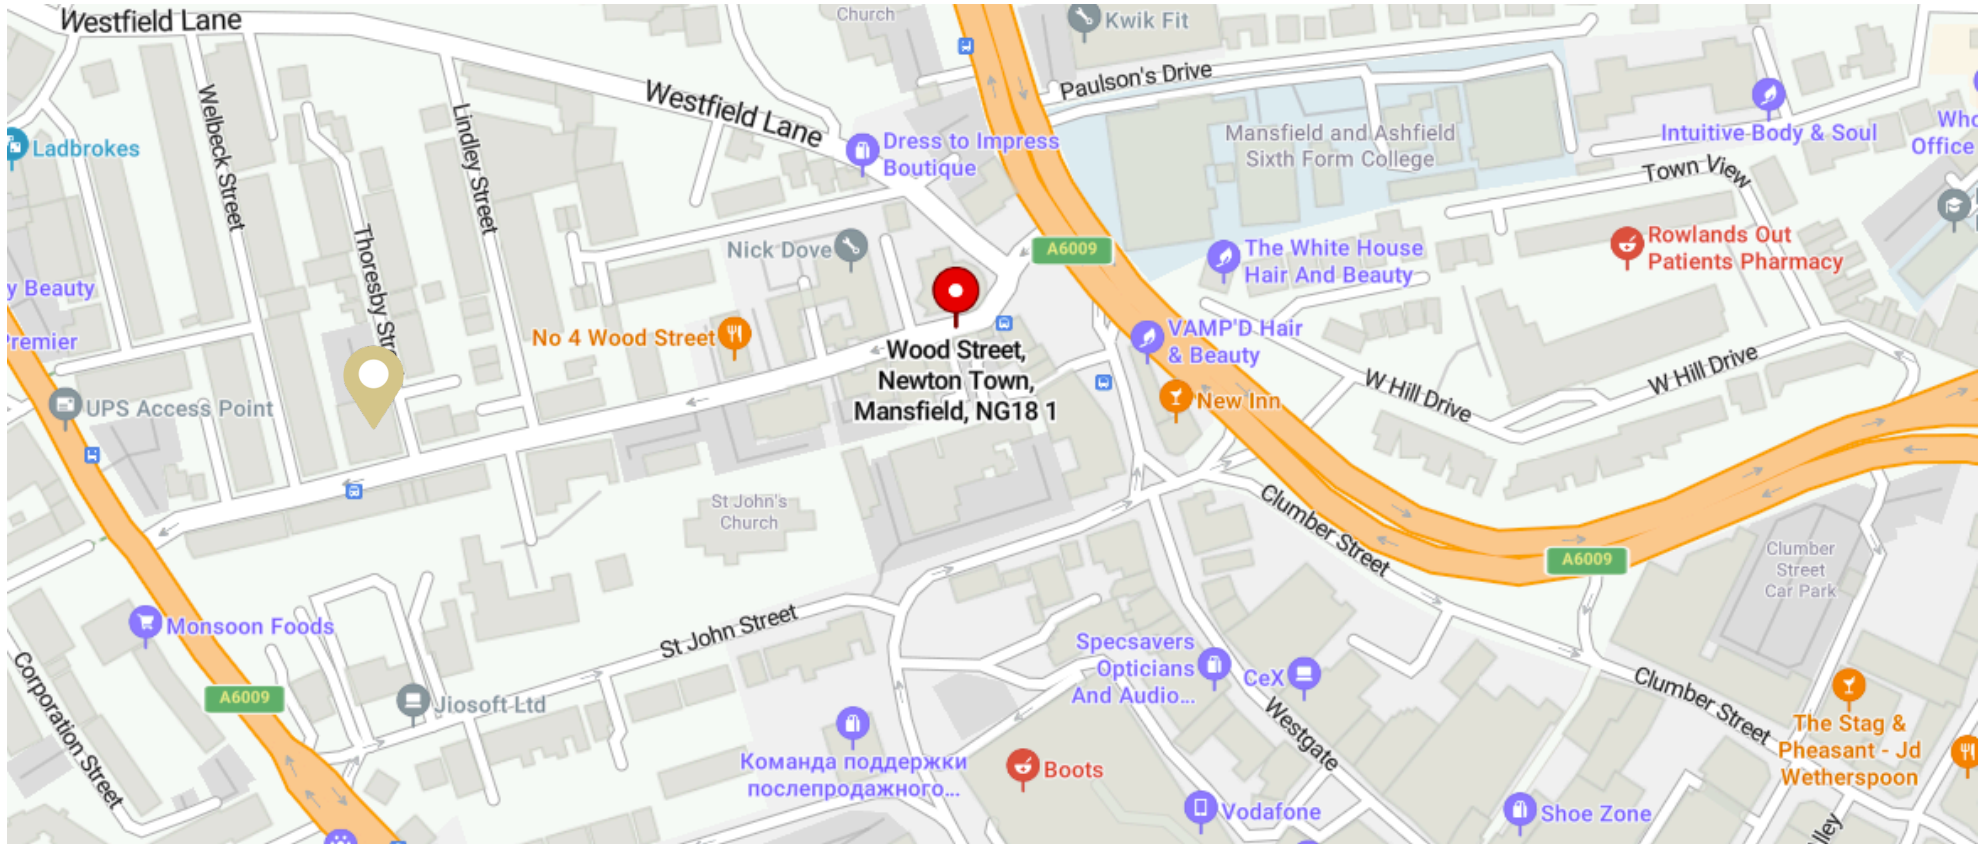 Westfield Lane
Church
Kwik Fit
Paulson's Drive
Westfield Lane
Welbeck Street
Lindley Street
Ladbrokes
Dress to Impress
Boutique
Mansfield and Ashfield
Sixth Form College
Intuitive Body & Soul
Who
Office
Town View
Thoresby Stre
Nick Dove
A6009
The White House
Hair And Beauty
Rowlands Out
Patients Pharmacy
y Beauty
Premier
No 4 Wood Street
VAMP'D Hair
& Beauty
Wood Street,
Newton Town,
Mansfield, NG18 1
W Hill Drive
W Hill Drive
UPS Access Point
New Inn
St John's
Church
Clumber Street
A6009
Clumber
Street
Car Park
Monsoon Foods
St John Street
Specsavers
Opticians
And Audio...
CeX
Corporation Street
A6009
Jiosoft Ltd
Westgate
Clumber Street
The Stag &
Pheasant - Jd
Wetherspoon
Команда поддержки
послепродажного...
Boots
Vodafone
Shoe Zone
lley